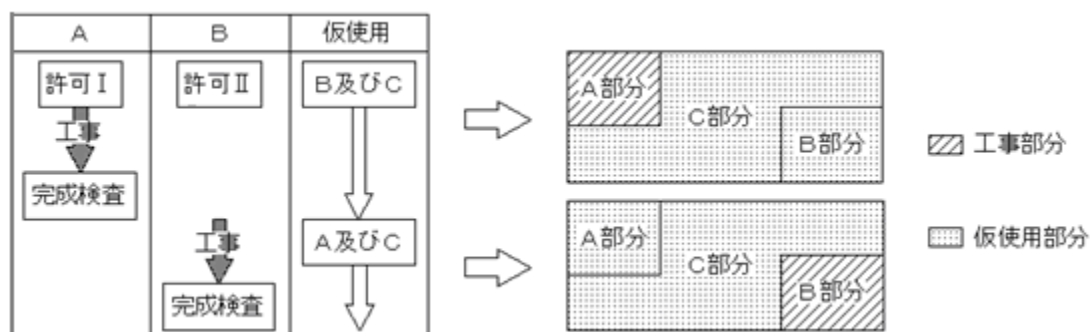 A B 仮使用
許可Ⅰ 許可Ⅱ B及びC
工事
完成検査
A及びC
工事
完成検査
A部分
C部分
B部分
工事部分
A部分
C部分
B部分
仮使用部分